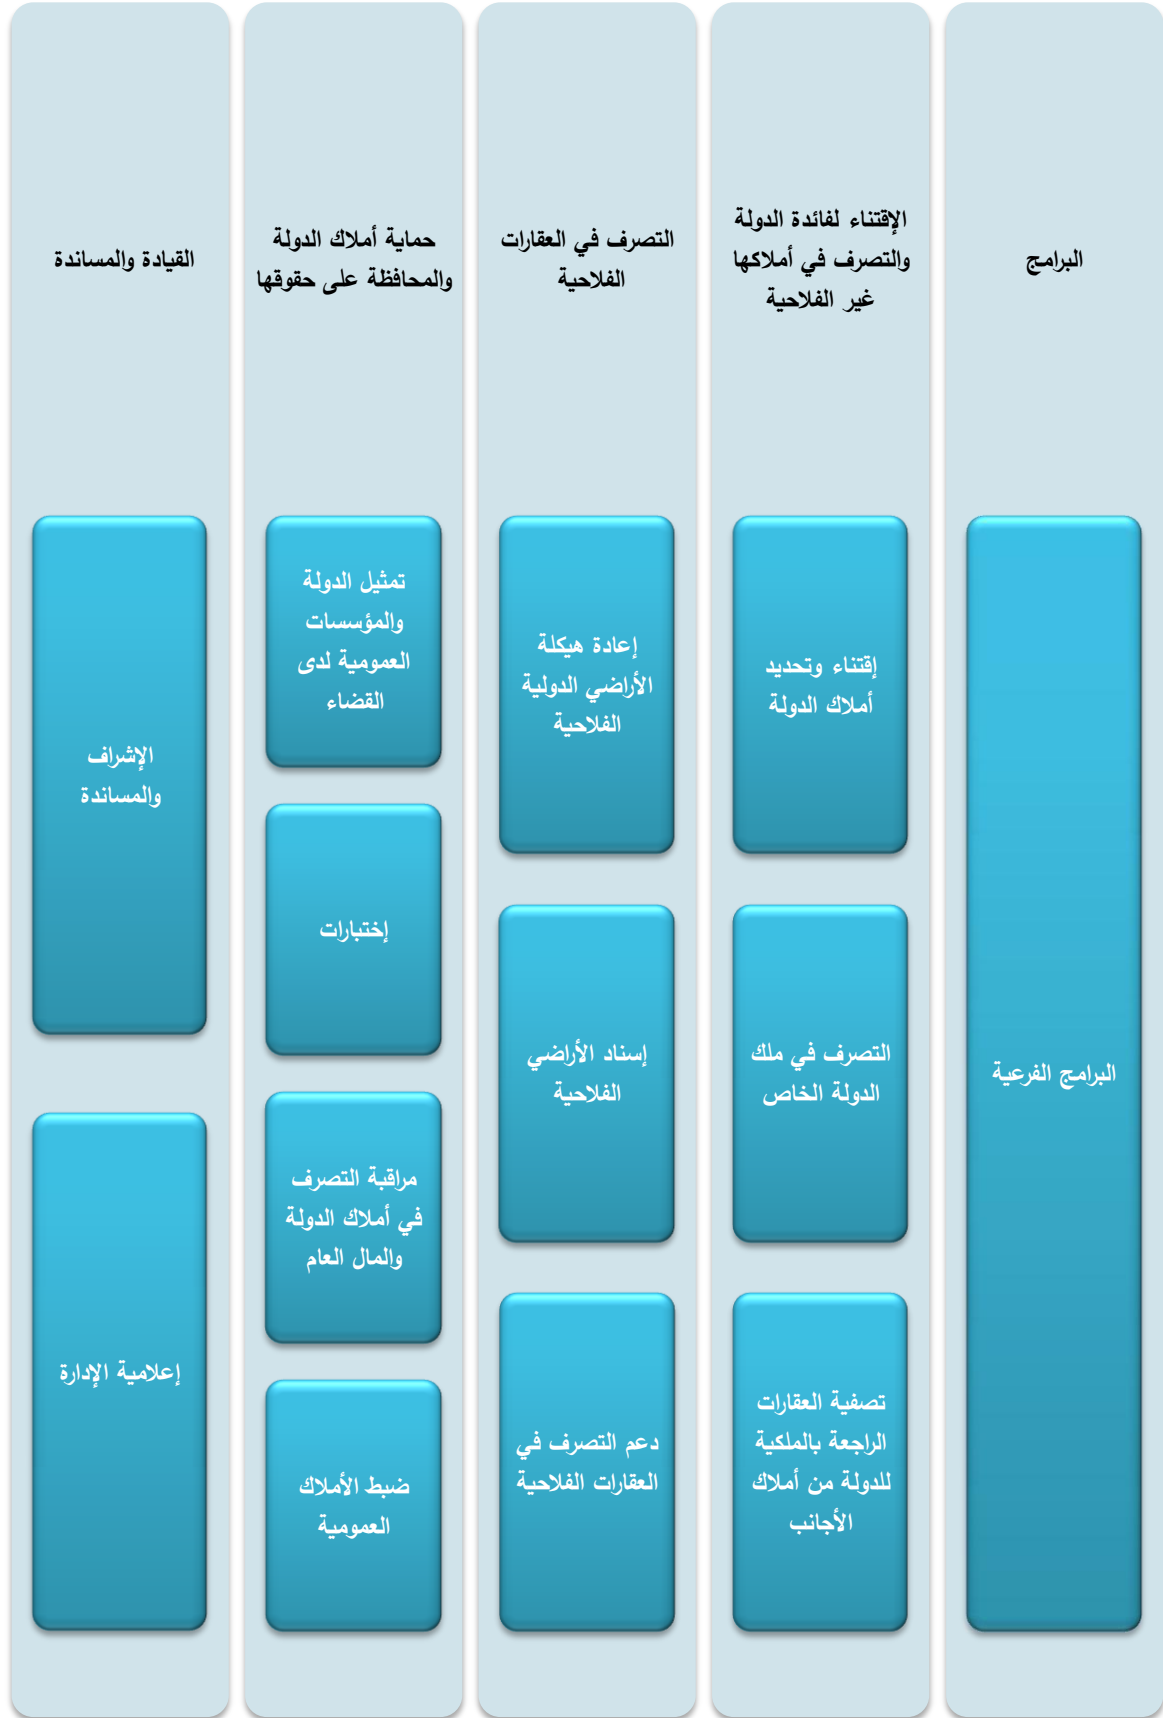 البرامج
البرامج الفرعية
الإقتناء لفائدة الدولة
والتصرف في أملاكها
غير الفلاحية
إقتناء وتحديد
أملاك الدولة
التصرف في ملك
الدولة الخاص
تصفية العقارات
الراجعة بالملكية
للدولة من أملاك
الأجانب
التصرف في العقارات
الفلاحية
إعادة هيكلة
الأراضي الدولية
الفلاحية
إسناد الأراضي
الفلاحية
دعم التصرف في
العقارات الفلاحية
حماية أملاك الدولة
والمحافظة على حقوقها
تمثيل الدولة
والمؤسسات
العمومية لدى
القضاء
إختبارات
مراقبة التصرف
في أملاك الدولة
والمال العام
ضبط الأملاك
العمومية
القيادة والمساندة
الإشراف
والمساندة
إعلامية الإدارة